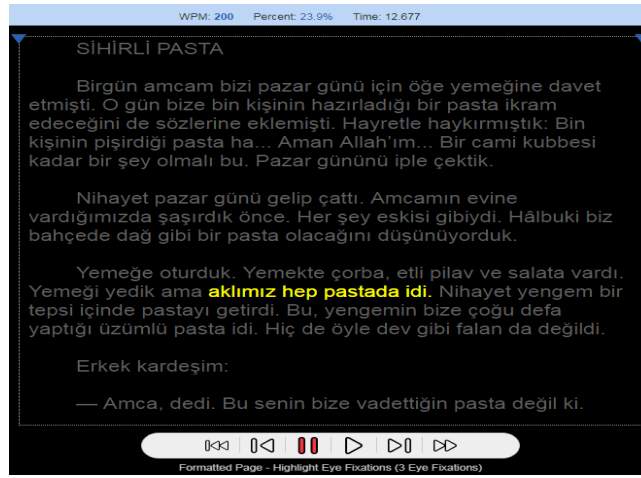 WPM: 200 Percent: 23.9% Time: 12.677
SİHİRLİ PASTA
Birgün amcam bizi pazar günü için öğe yemeğine davet
etmişti. O gün bize bin kişinin hazırladığı bir pasta ikram
edeceğini de sözlerine eklemişti. Hayretle haykırmıştık: Bin
kişinin pişirdiği pasta ha... Aman Allah’ım... Bir cami kubbesi
kadar bir şey olmalı bu. Pazar gününü iple çektik.
Nihayet pazar günü gelip çattı. Amcamın evine
vardığımızda şaşırdık önce. Her şey eskisi gibiydi. Hâlbuki biz
bahçede dağ gibi bir pasta olacağını düşünüyorduk.
Yemeğe oturduk. Yemekte çorba, etli pilav ve salata vardı.
Yemeği yedik ama aklımız hep pastada idi. Nihayet yengem bir
tepsi içinde pastayı getirdi. Bu, yengemin bize çoğu defa
yaptığı üzümlü pasta idi. Hiç de öyle dev gibi falan da değildi.
Erkek kardeşim:
— Amca, dedi. Bu senin bize vadettiğin pasta değil ki.
Formatted Page - Highlight Eye Fixations (3 Eye Fixations)